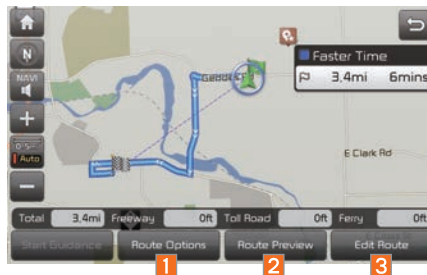 N
Faster Time
NAVI
3.4mi 6mins
Auto
E Clark Rd
Total 3.4mi Freeway 0ft Toll Road 0ft Ferry 0ft
Start Guidance Route Options Route Preview Edit Route
1 2 3